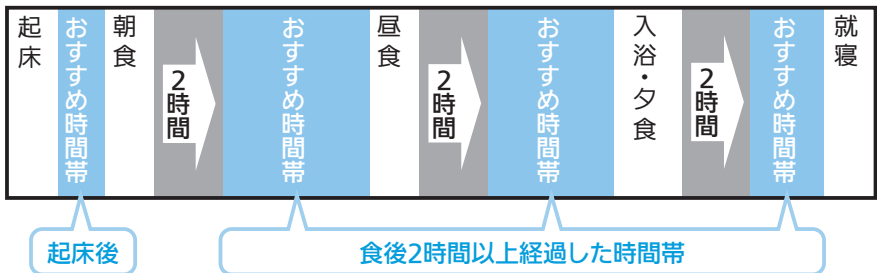 起床
おすすめ時間帯
朝食
2時間
おすすめ時間帯
昼食
2時間
おすすめ時間帯
入浴・夕食
2時間
おすすめ時間帯
就寝
起床後
食後2時間以上経過した時間帯